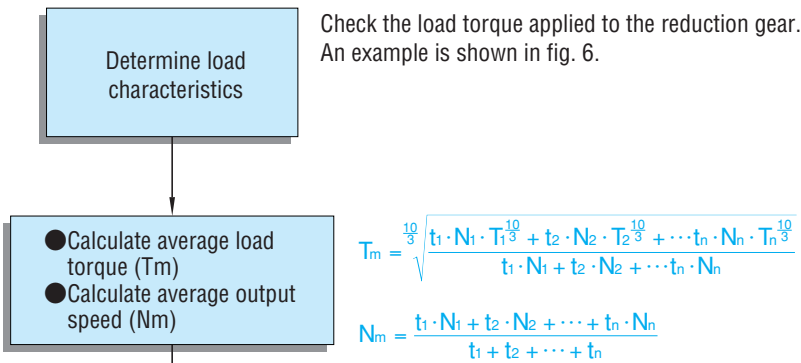 Determine load
characteristics
Check the load torque applied to the reduction gear.
An example is shown in fig. 6.
●Calculate average load
torque (Tm)
●Calculate average output
speed (Nm)
Tₘ = ^(10/3)√((t₁·N₁·T₁^(10/3) + t₂·N₂·T₂^(10/3) + ···tₙ·Nₙ·Tₙ^(10/3)) / (t₁·N₁ + t₂·N₂ + ···tₙ·Nₙ))
Nₘ = (t₁·N₁ + t₂·N₂ + ··· + tₙ·Nₙ) / (t₁ + t₂ + ··· + tₙ)